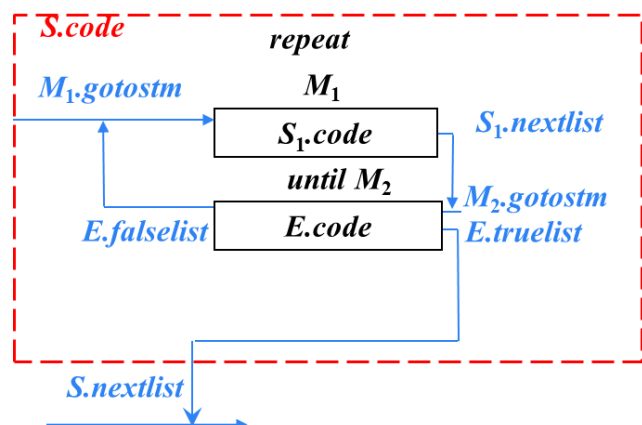 S.code
repeat
M₁.gotostm
M₁
S₁.code
S₁.nextlist
until M₂
M₂.gotostm
E.falselist
E.code
E.truelist
S.nextlist